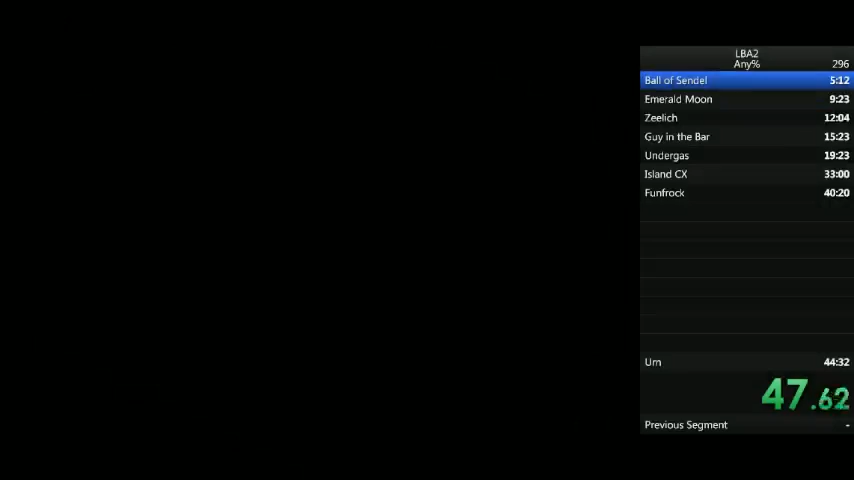 LBA2
Any% 296
Ball of Sendel 5:12
Emerald Moon 9:23
Zeelich 12:04
Guy in the Bar 15:23
Undergas 19:23
Island CX 33:00
Funfrock 40:20
Urn 44:32
47.62
Previous Segment -